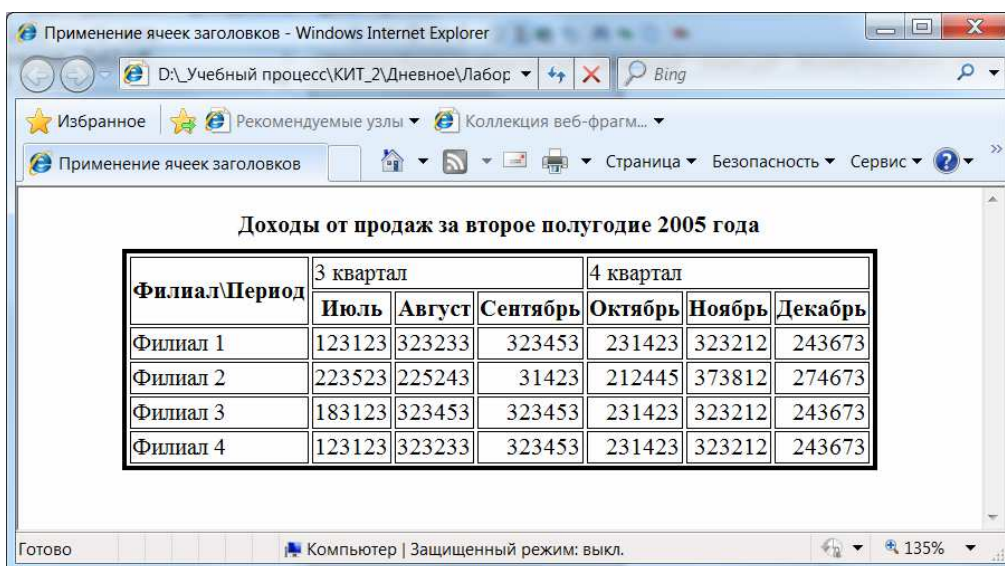 Применение ячеек заголовков - Windows Internet Explorer
D:\_Учебный процесс\КИТ_2\Дневное\Лабор Bing
Избранное Рекомендуемые узлы Коллекция веб-фрагм...
Применение ячеек заголовков Страница Безопасность Сервис
Доходы от продаж за второе полугодие 2005 года
Филиал\Период 3 квартал 4 квартал
Июль Август Сентябрь Октябрь Ноябрь Декабрь
Филиал 1 123123 323233 323453 231423 323212 243673
Филиал 2 223523 225243 31423 212445 373812 274673
Филиал 3 183123 323453 323453 231423 323212 243673
Филиал 4 123123 323233 323453 231423 323212 243673
Готово Компьютер | Защищенный режим: выкл. 135%